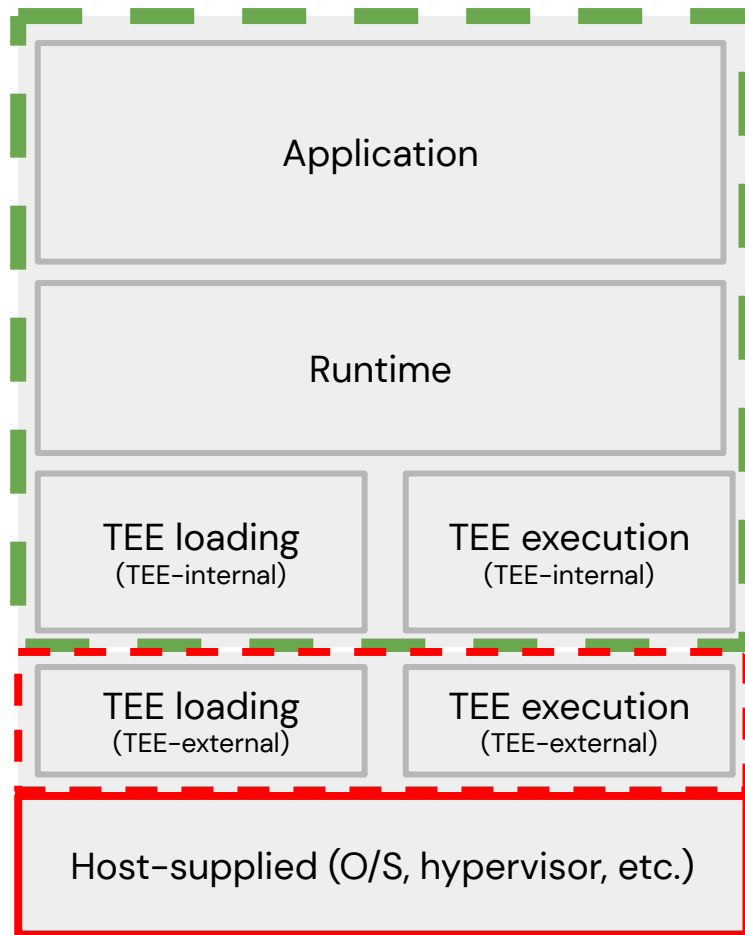 Application
Runtime
TEE loading
(TEE-internal)
TEE execution
(TEE-internal)
TEE loading
(TEE-external)
TEE execution
(TEE-external)
Host-supplied (O/S, hypervisor, etc.)